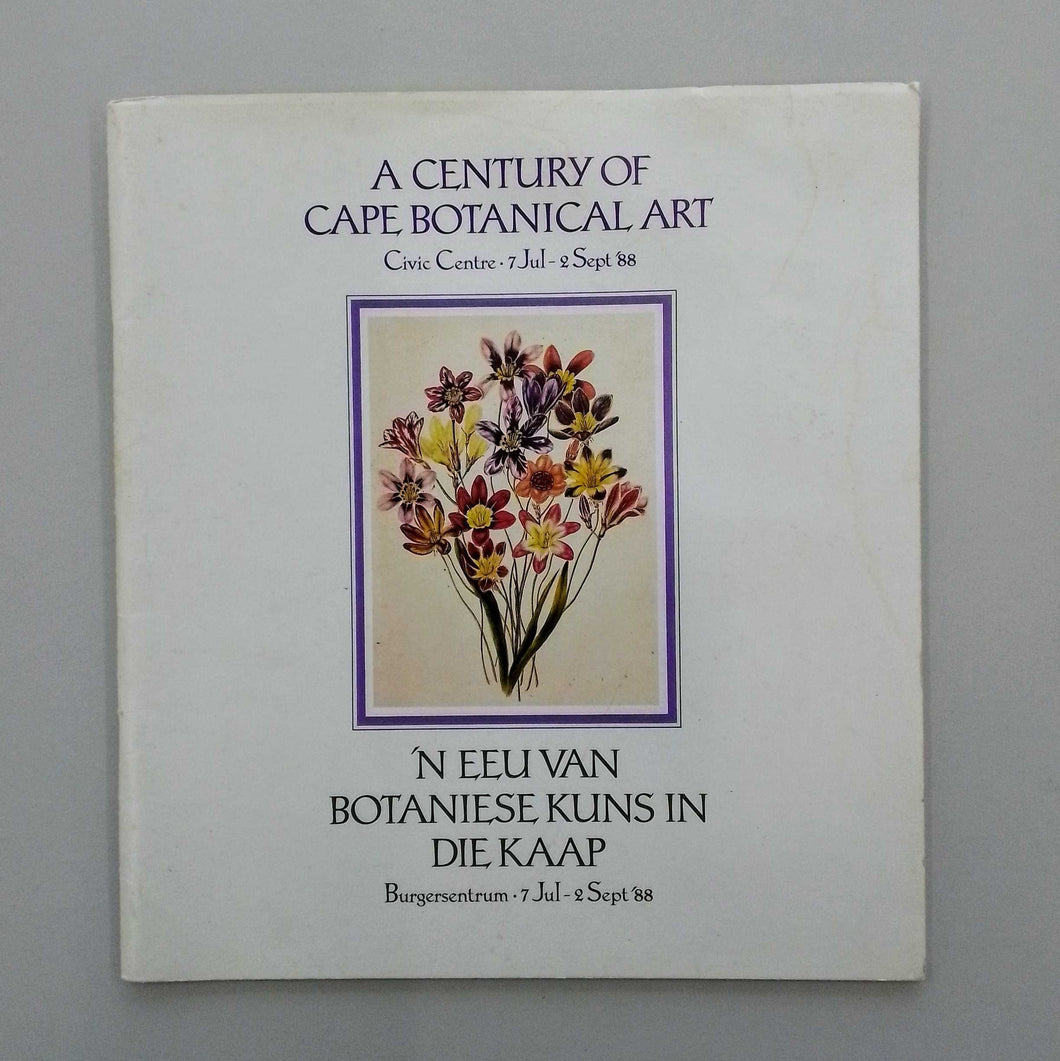 A CENTURY OF
CAPE BOTANICAL ART
Civic Centre · 7 Jul – 2 Sept '88
'N EEU VAN
BOTANIESE KUNS IN
DIE KAAP
Burgersentrum · 7 Jul – 2 Sept '88